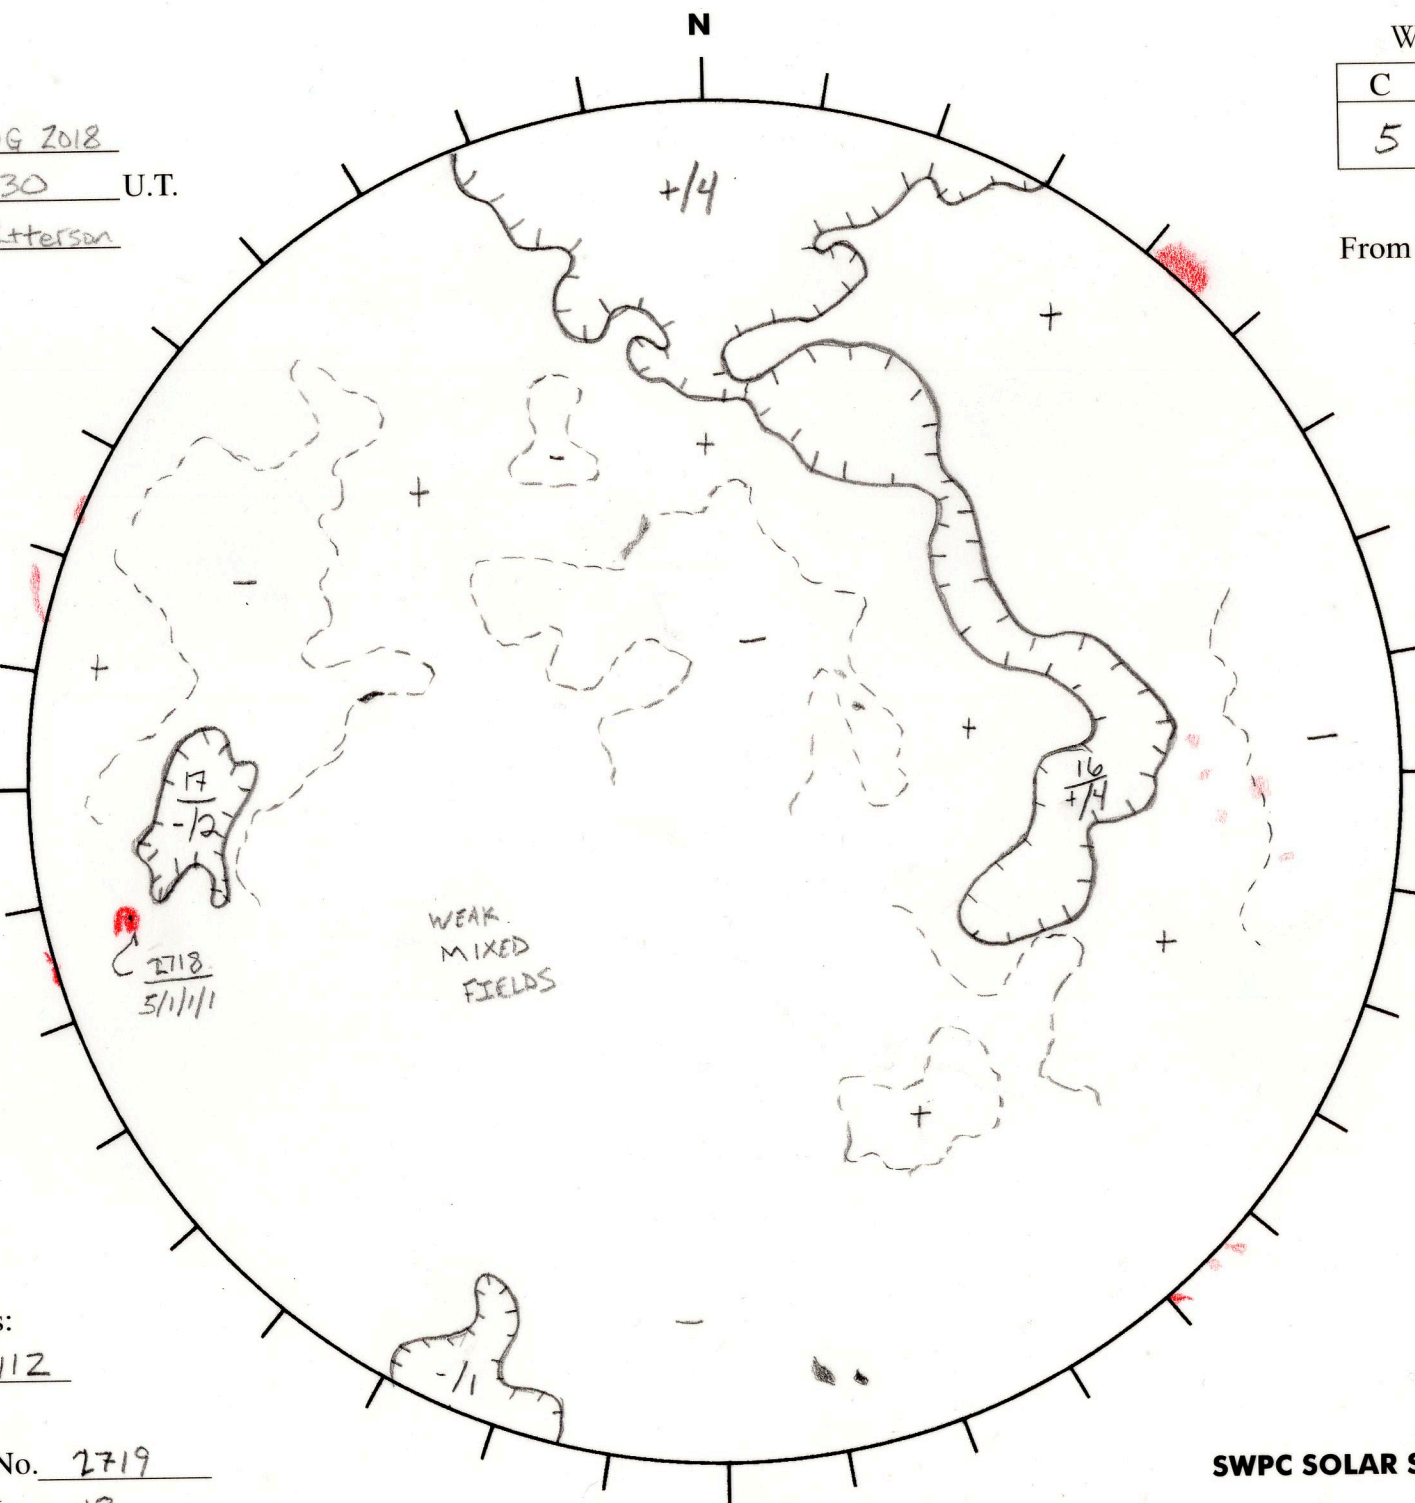 N
W
C
5
G 2018
30 U.T.
tterson
From
+/4
+
+
+
-
-
-
+
-
+
17
-/2
16
+/4
2718
5/1/1/1
WEAK
MIXED
FIELDS
+
+
-
-/1
s:
112
No. 2719
SWPC SOLAR S